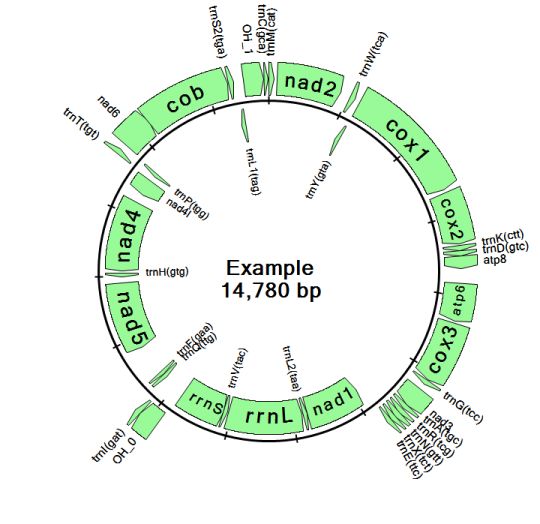 Example
14,780 bp
trnM(cat)
nad2
trnW(tca)
trnY(gta)
cox1
cox2
trnK(ctt)
trnD(gtc)
atp8
atp6
cox3
trnG(tcc)
nad3
trnA(tgc)
trnR(tcg)
trnN(gtt)
trnX(tct)
trnE(ttc)
nad1
trnL2(taa)
rrnL
trnV(tac)
rrnS
OH_0
trnI(gat)
trnQ(ttg)
trnF(gaa)
nad5
trnH(gtg)
nad4
nad4l
trnP(tgg)
trnT(tgt)
nad6
cob
trnS2(tga)
trnL1(tag)
OH_1
trnC(gca)